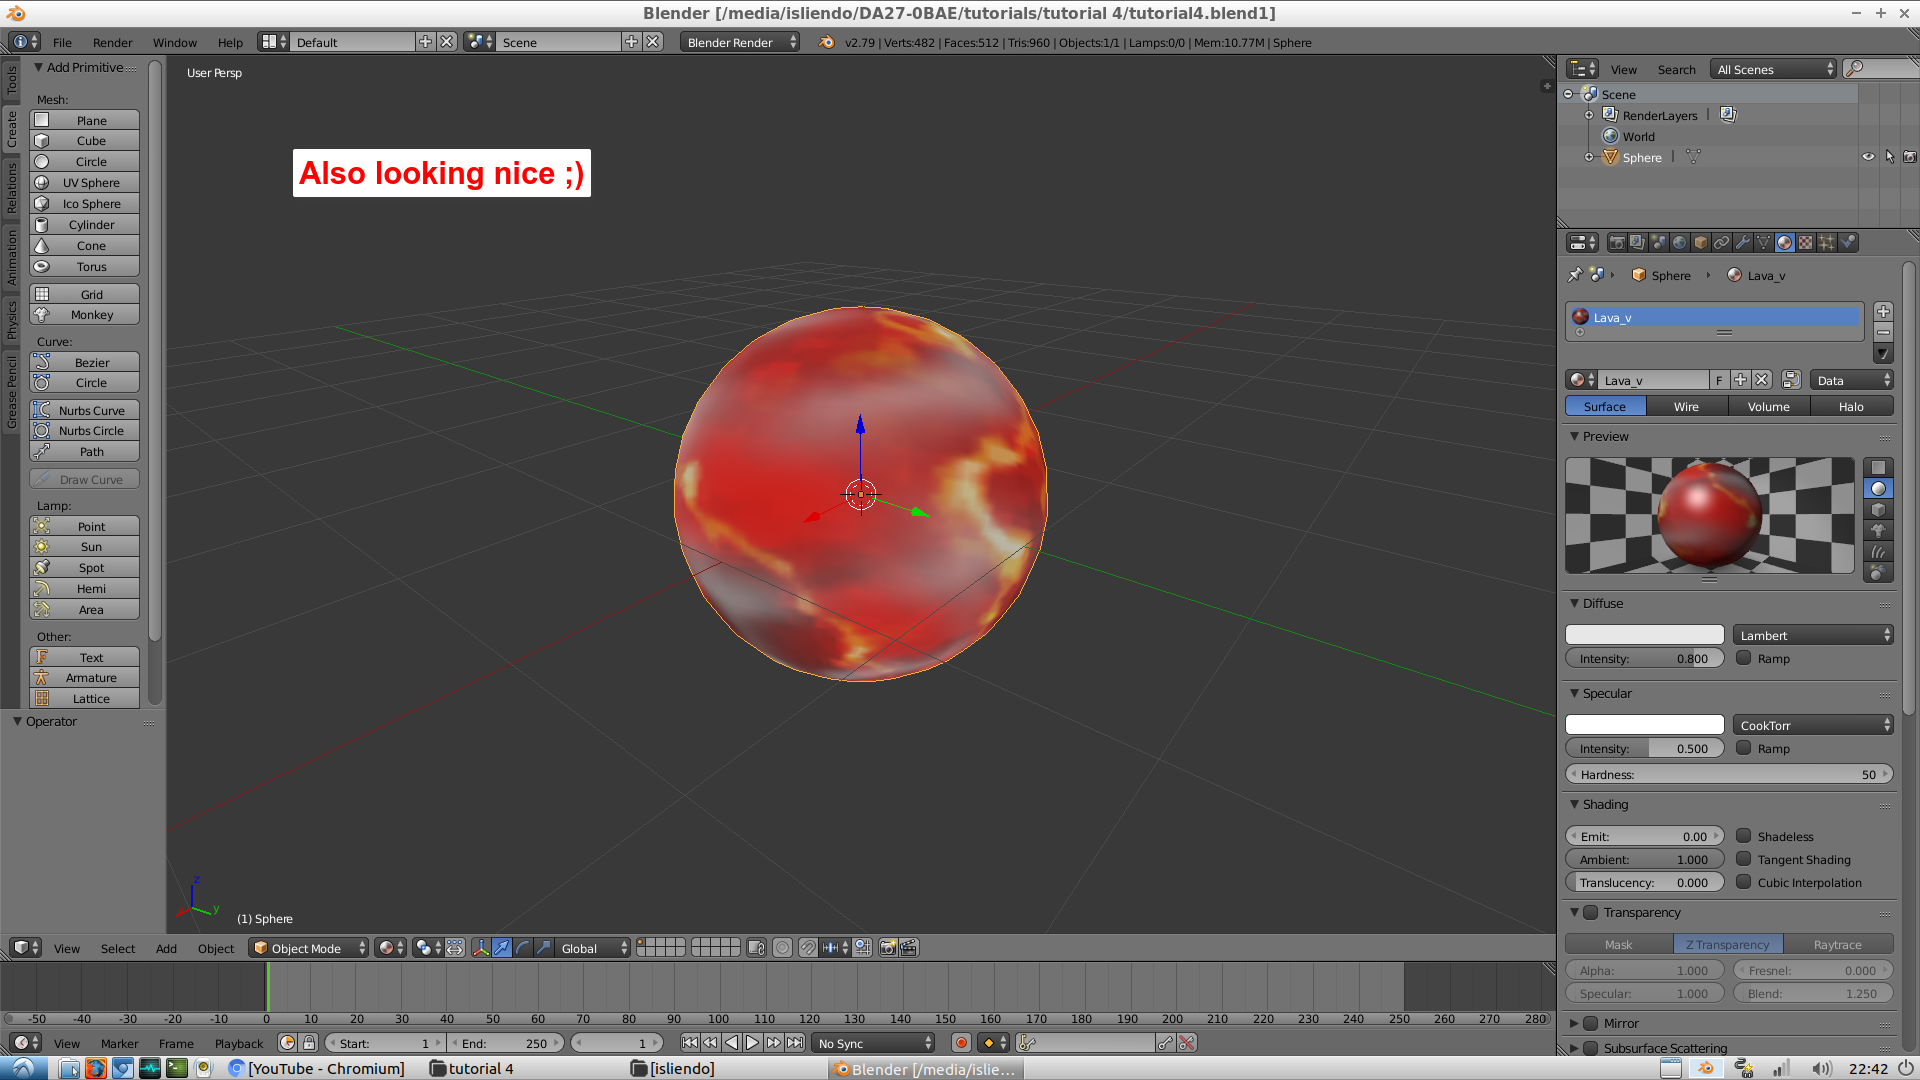 Blender [/media/isliendo/DA27-0BAE/tutorials/tutorial 4/tutorial4.blend1]
File Render Window Help Default Scene Blender Render v2.79 | Verts:482 | Faces:512 | Tris:960 | Objects:1/1 | Lamps:0/0 | Mem:10.77M | Sphere
Tools
Create
Relations
Animation
Physics
Grease Pencil
Add Primitive
Mesh:
Plane
Cube
Circle
UV Sphere
Ico Sphere
Cylinder
Cone
Torus
Grid
Monkey
Curve:
Bezier
Circle
Nurbs Curve
Nurbs Circle
Path
Draw Curve
Lamp:
Point
Sun
Spot
Hemi
Area
Other:
Text
Armature
Lattice
Operator
User Persp
Also looking nice ;)
z
y
(1) Sphere
View Search All Scenes
Scene
RenderLayers
World
Sphere
Sphere Lava_v
Lava_v
Lava_v F Data
Surface Wire Volume Halo
Preview
Diffuse
Lambert
Intensity: 0.800 Ramp
Specular
CookTorr
Intensity: 0.500 Ramp
Hardness: 50
Shading
Emit: 0.00 Shadeless
Ambient: 1.000 Tangent Shading
Translucency: 0.000 Cubic Interpolation
Transparency
Mask Z Transparency Raytrace
Alpha: 1.000 Fresnel: 0.000
Specular: 1.000 Blend: 1.250
Mirror
Subsurface Scattering
View Select Add Object Object Mode Global
-50 -40 -30 -20 -10 0 10 20 30 40 50 60 70 80 90 100 110 120 130 140 150 160 170 180 190 200 210 220 230 240 250 260 270 280
View Marker Frame Playback Start: 1 End: 250 1 No Sync
[YouTube - Chromium] tutorial 4 [isliendo] Blender [/media/islie... 22:42